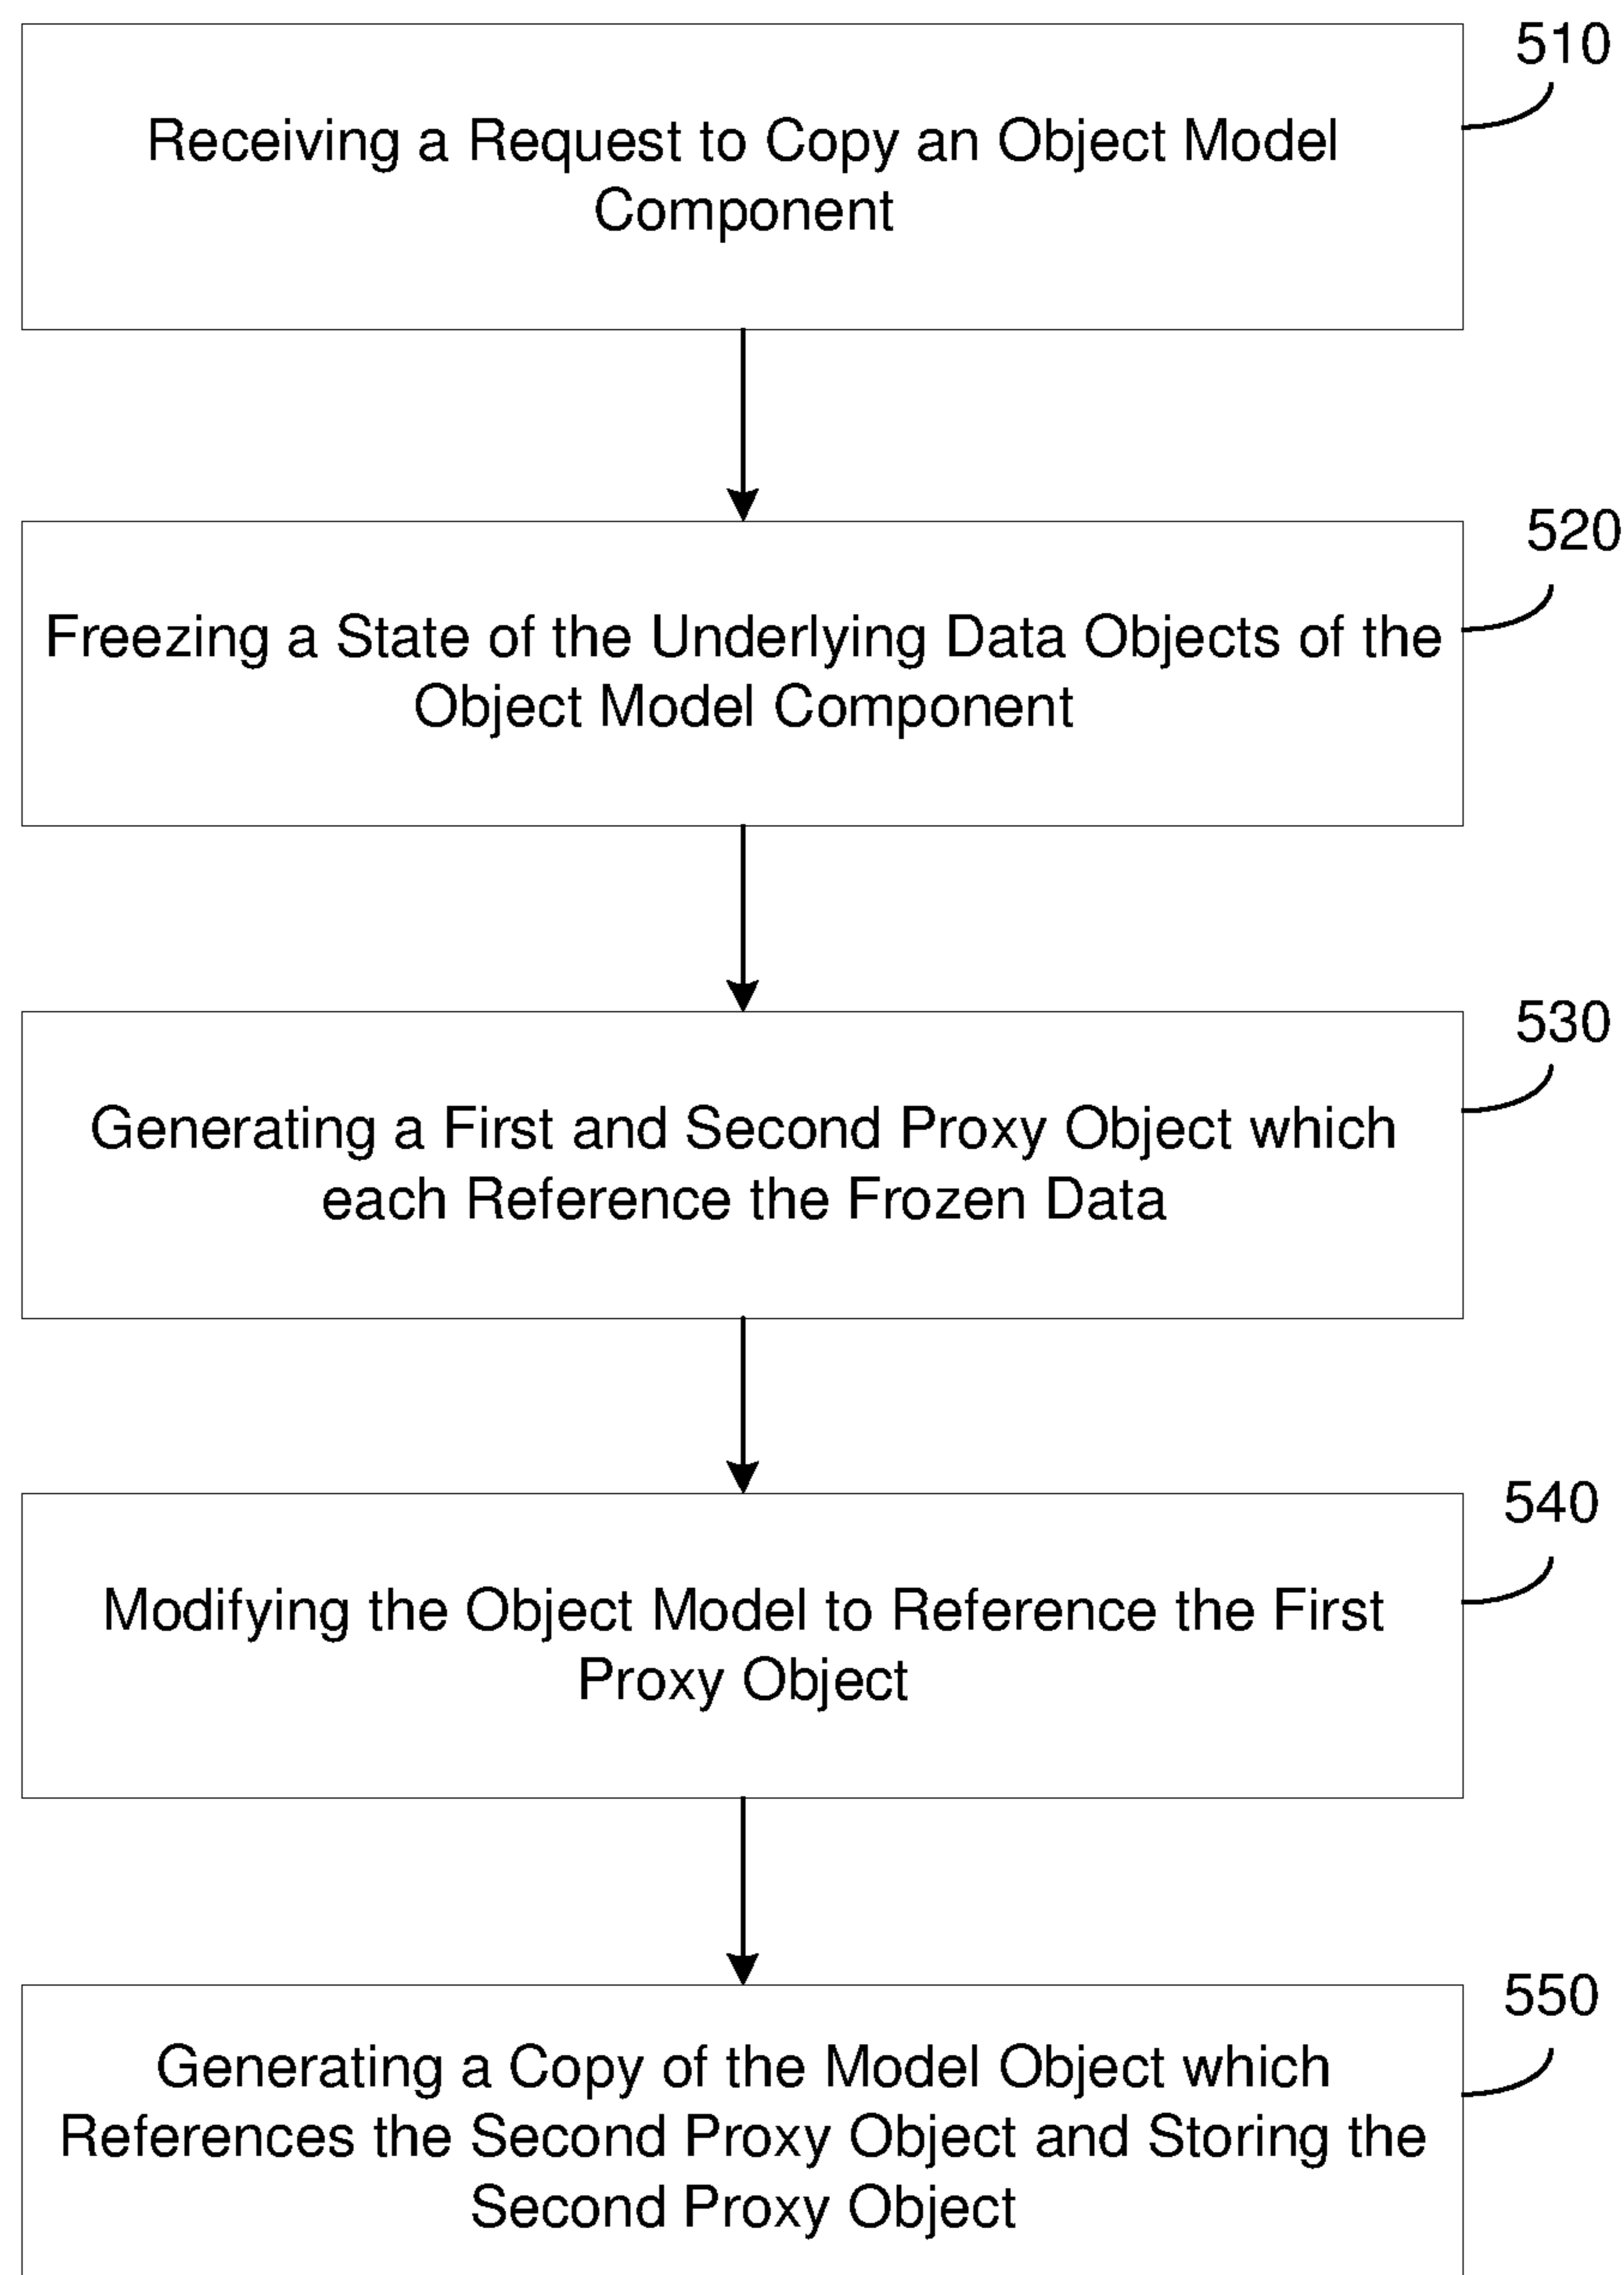 510
Receiving a Request to Copy an Object Model
Component
520
Freezing a State of the Underlying Data Objects of the
Object Model Component
530
Generating a First and Second Proxy Object which
each Reference the Frozen Data
540
Modifying the Object Model to Reference the First
Proxy Object
550
Generating a Copy of the Model Object which
References the Second Proxy Object and Storing the
Second Proxy Object